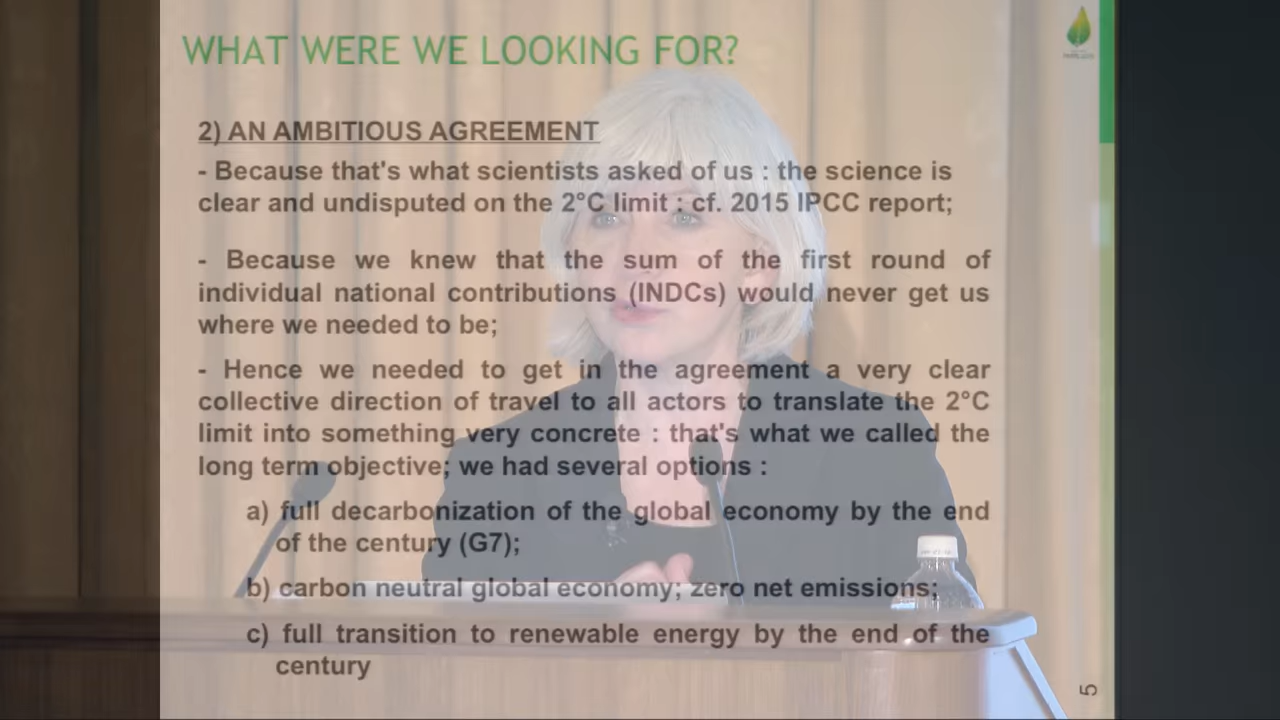 WHAT WERE WE LOOKING FOR?
2) AN AMBITIOUS AGREEMENT
- Because that's what scientists asked of us : the science is
clear and undisputed on the 2°C limit : cf. 2015 IPCC report;
- Because we knew that the sum of the first round of
individual national contributions (INDCs) would never get us
where we needed to be;
- Hence we needed to get in the agreement a very clear
collective direction of travel to all actors to translate the 2°C
limit into something very concrete : that's what we called the
long term objective; we had several options :
a) full decarbonization of the global economy by the end
of the century (G7);
b) carbon neutral global economy; zero net emissions;
c) full transition to renewable energy by the end of the
century
5